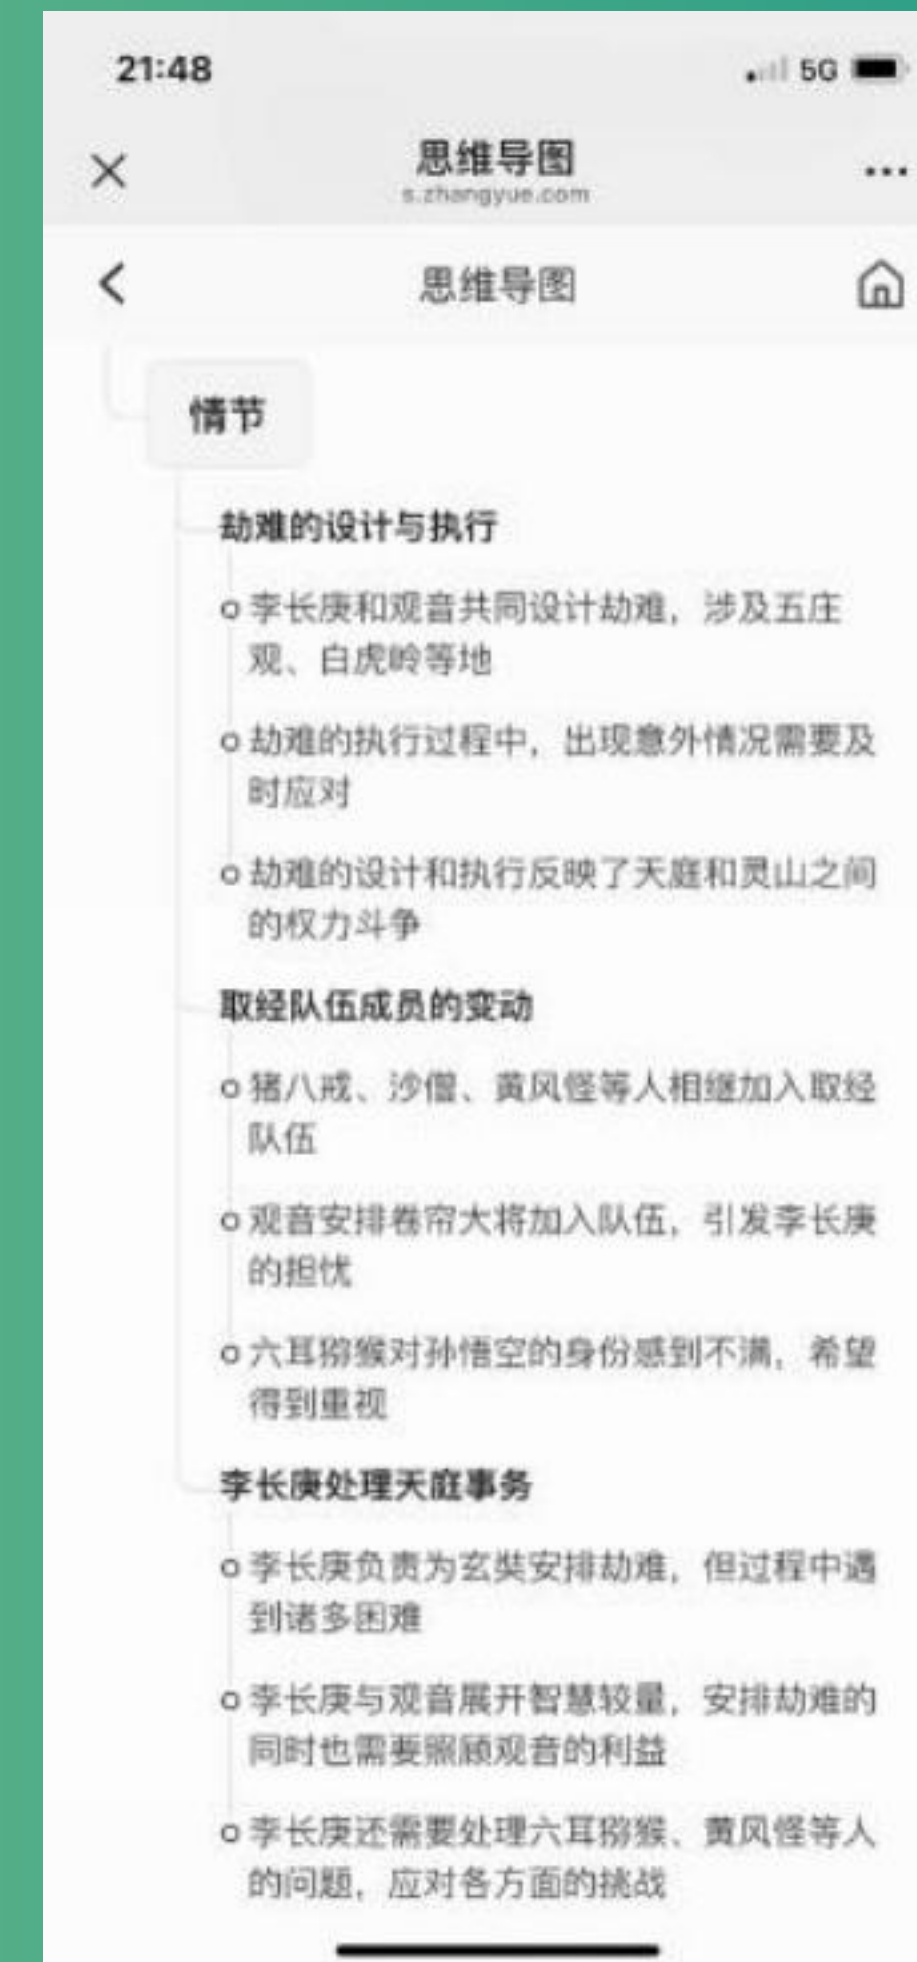 21:48
5G
思维导图
s.zhangyue.com
思维导图
情节
劫难的设计与执行
李长庚和观音共同设计劫难，涉及五庄
观、白虎岭等地
劫难的执行过程中，出现意外情况需要及
时应对
劫难的设计和执行反映了天庭和灵山之间
的权力斗争
取经队伍成员的变动
猪八戒、沙僧、黄风怪等人相继加入取经
队伍
观音安排卷帘大将加入队伍，引发李长庚
的担忧
六耳猕猴对孙悟空的身份感到不满，希望
得到重视
李长庚处理天庭事务
李长庚负责为玄奘安排劫难，但过程中遇
到诸多困难
李长庚与观音展开智慧较量，安排劫难的
同时也需要照顾观音的利益
李长庚还需要处理六耳猕猴、黄风怪等人
的问题，应对各方面的挑战